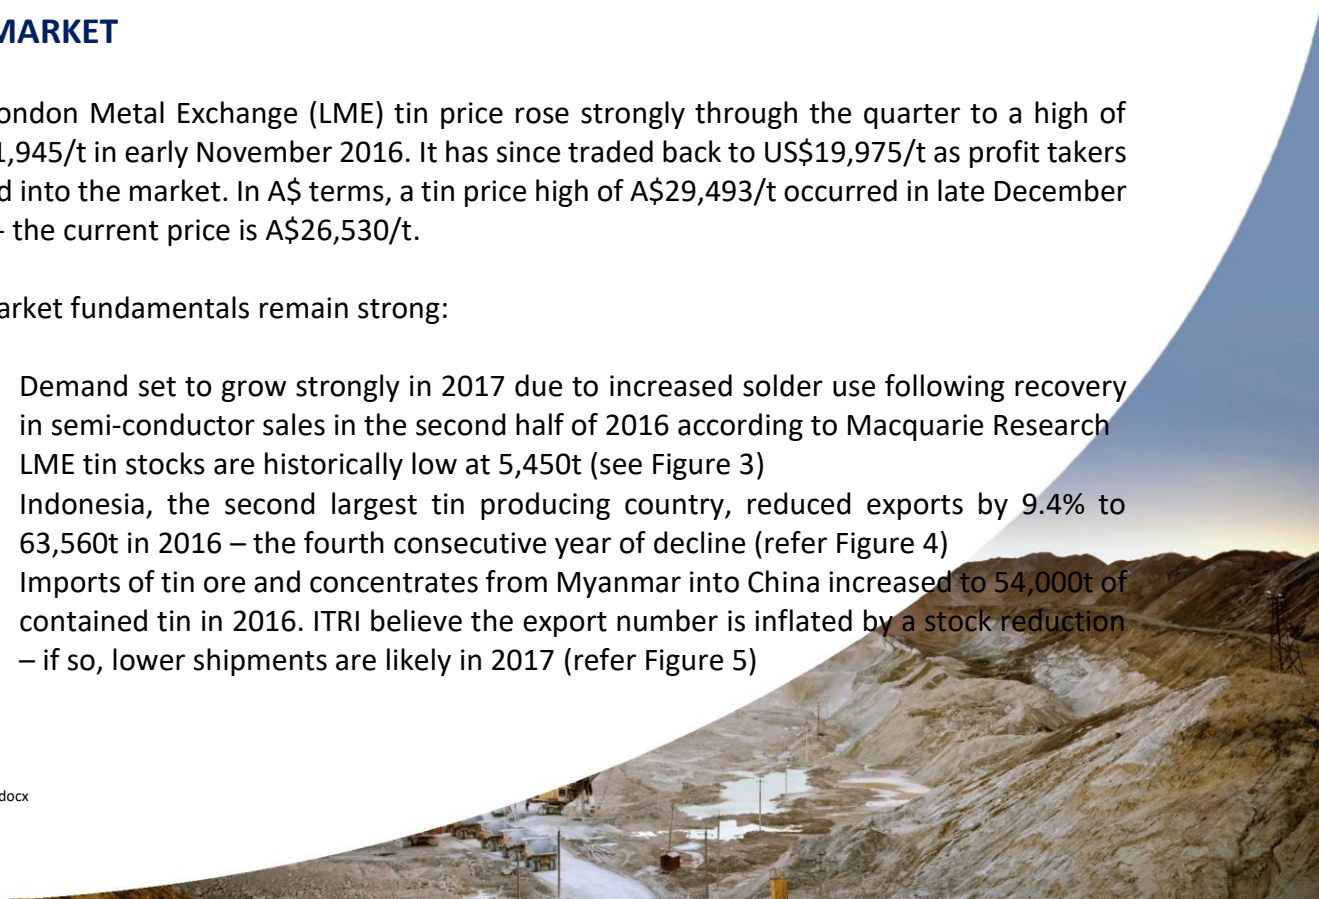 MARKET
ondon Metal Exchange (LME) tin price rose strongly through the quarter to a high of
1,945/t in early November 2016. It has since traded back to US$19,975/t as profit takers
d into the market. In A$ terms, a tin price high of A$29,493/t occurred in late December
- the current price is A$26,530/t.
arket fundamentals remain strong:
Demand set to grow strongly in 2017 due to increased solder use following recovery
in semi-conductor sales in the second half of 2016 according to Macquarie Research
LME tin stocks are historically low at 5,450t (see Figure 3)
Indonesia, the second largest tin producing country, reduced exports by 9.4% to
63,560t in 2016 – the fourth consecutive year of decline (refer Figure 4)
Imports of tin ore and concentrates from Myanmar into China increased to 54,000t of
contained tin in 2016. ITRI believe the export number is inflated by a stock reduction
– if so, lower shipments are likely in 2017 (refer Figure 5)
docx